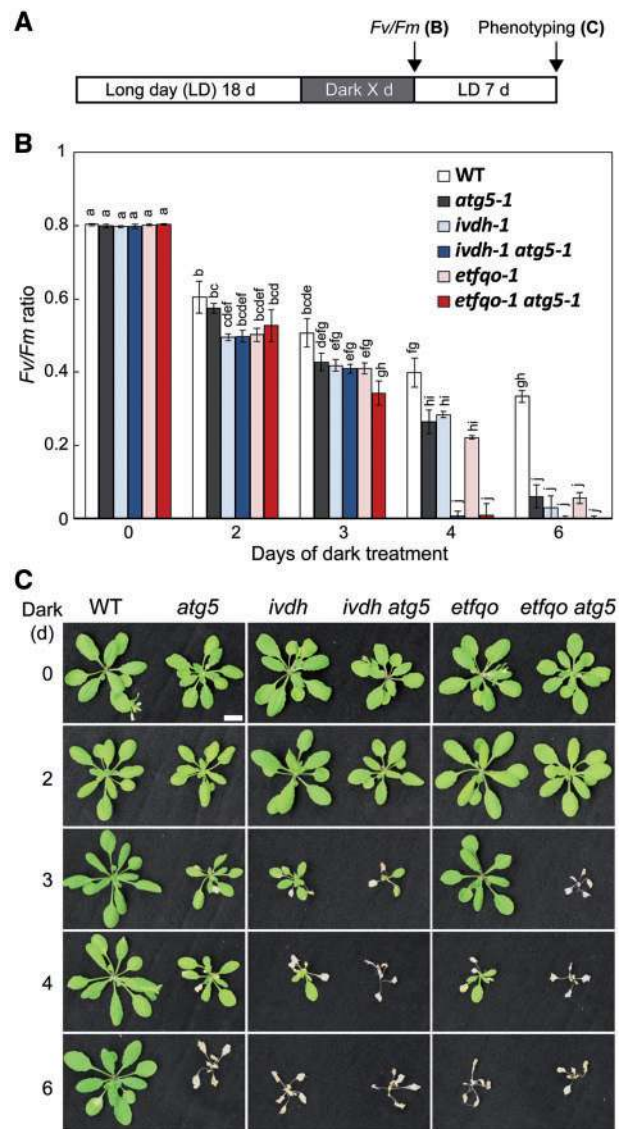 A
Fv/Fm (B)
Phenotyping (C)
Long day (LD) 18 d
Dark X d
LD 7 d
B
1
0.8
0.6
0.4
0.2
0
Fv/Fm ratio
WT
atg5-1
ivdh-1
ivdh-1 atg5-1
etfqo-1
etfqo-1 atg5-1
a a a a a a
b bc cdef bcdef bcdef bcd
bcde defg efg efg efg gh
fg hi hi j hi j
gh j j j j j
0 2 3 4 6
Days of dark treatment
C
Dark (d)
WT atg5 ivdh ivdh atg5 etfqo etfqo atg5
0
2
3
4
6